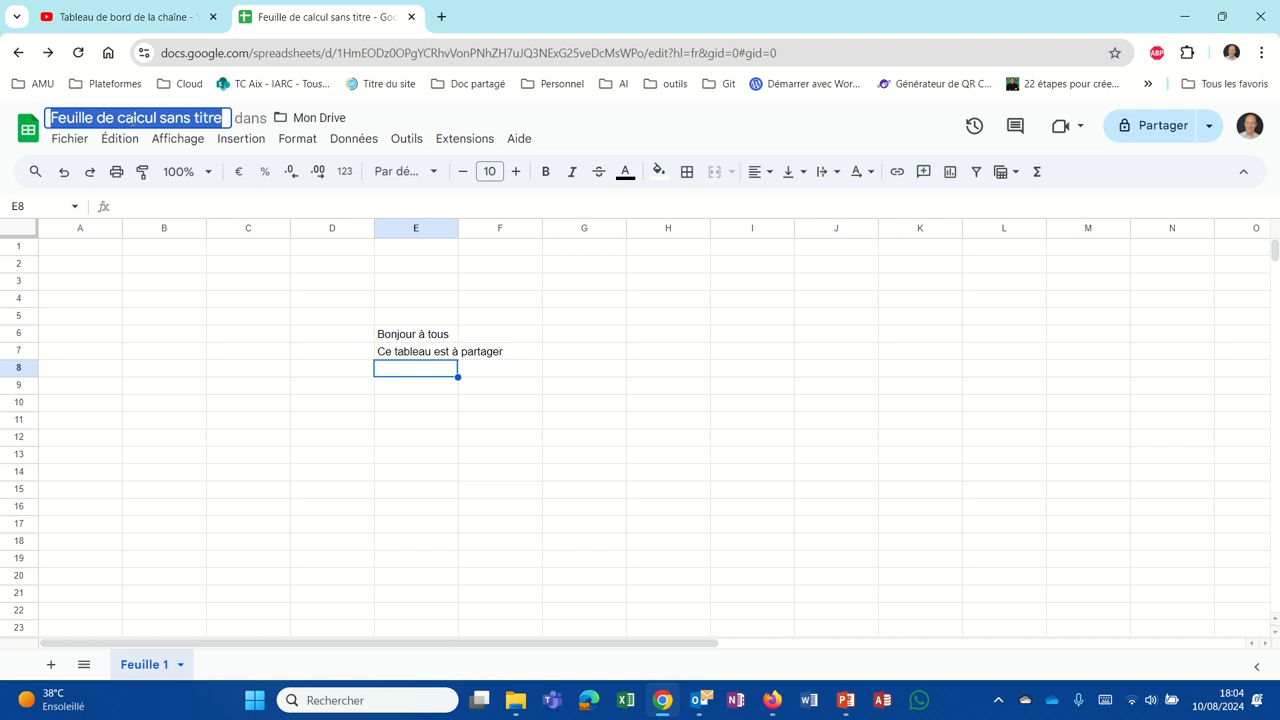 Tableau de bord de la chaîne -
Feuille de calcul sans titre - Goo
docs.google.com/spreadsheets/d/1HmEODz0OPgYCRhvVonPNhZH7uJQ3NExG25veDcMsWPo/edit?hl=fr&gid=0#gid=0
ABP
AMU
Plateformes
Cloud
TC Aix - IARC - Tous...
Titre du site
Doc partagé
Personnel
AI
outils
Git
Démarrer avec Wor...
Générateur de QR C...
22 étapes pour crée...
Tous les favoris
Feuille de calcul sans titre dans Mon Drive
Fichier Édition Affichage Insertion Format Données Outils Extensions Aide
Partager
100% € % .0 .00 123 Par dé... 10 B I A Σ
E8 fx
A B C D E F G H I J K L M N O
1
2
3
4
5
6 Bonjour à tous
7 Ce tableau est à partager
8
9
10
11
12
13
14
15
16
17
18
19
20
21
22
23
Feuille 1
38°C
Ensoleillé
Rechercher
18:04
10/08/2024